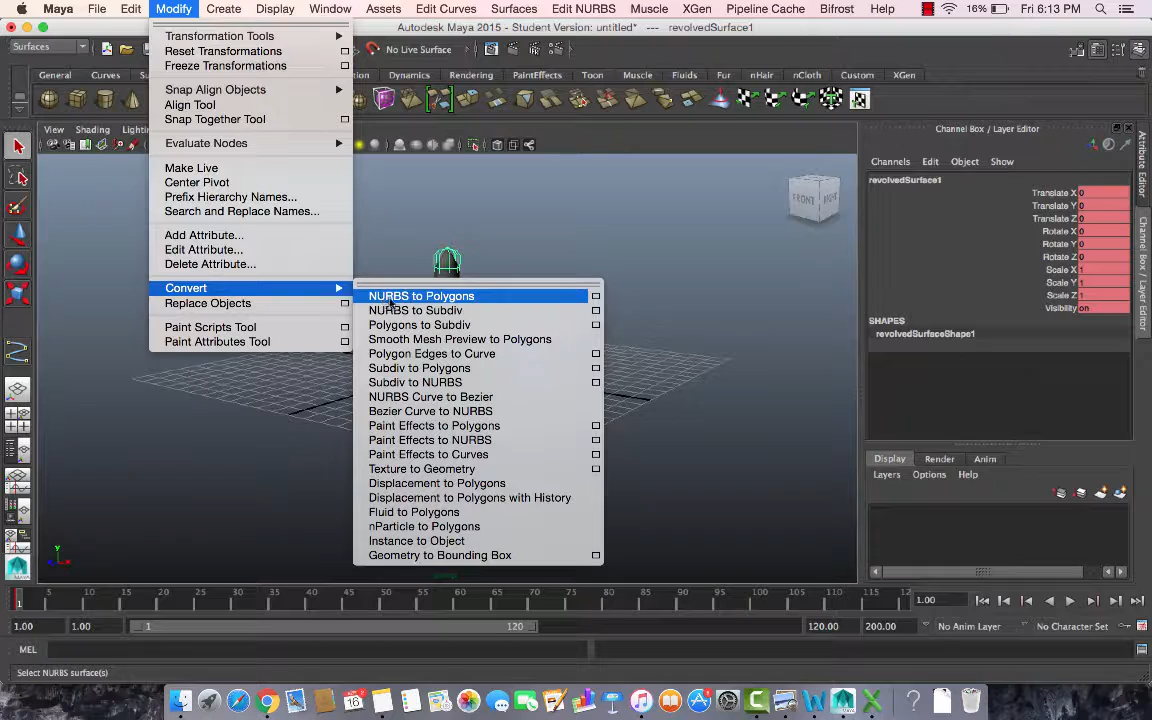 Maya File Edit Modify Create Display Window Assets Edit Curves Surfaces Edit NURBS Muscle XGen Pipeline Cache Bifrost Help 16% Fri 6:13 PM
Autodesk Maya 2015 - Student Version: untitled* --- revolvedSurface1
Surfaces
No Live Surface
General Curves Dynamics Rendering PaintEffects Toon Muscle Fluids Fur nHair nCloth Custom XGen
View Shading Lighti
Transformation Tools
Reset Transformations
Freeze Transformations
Snap Align Objects
Align Tool
Snap Together Tool
Evaluate Nodes
Make Live
Center Pivot
Prefix Hierarchy Names...
Search and Replace Names...
Add Attribute...
Edit Attribute...
Delete Attribute...
Convert
Replace Objects
Paint Scripts Tool
Paint Attributes Tool
NURBS to Polygons
NURBS to Subdiv
Polygons to Subdiv
Smooth Mesh Preview to Polygons
Polygon Edges to Curve
Subdiv to Polygons
Subdiv to NURBS
NURBS Curve to Bezier
Bezier Curve to NURBS
Paint Effects to Polygons
Paint Effects to NURBS
Paint Effects to Curves
Texture to Geometry
Displacement to Polygons
Displacement to Polygons with History
Fluid to Polygons
nParticle to Polygons
Instance to Object
Geometry to Bounding Box
FRONT
y
x
Channel Box / Layer Editor
Channels Edit Object Show
revolvedSurface1
Translate X 0
Translate Y 0
Translate Z 0
Rotate X 0
Rotate Y 0
Rotate Z 0
Scale X 1
Scale Y 1
Scale Z 1
Visibility on
SHAPES
revolvedSurfaceShape1
Attribute Editor
Channel Box / Layer Editor
Display Render Anim
Layers Options Help
1 5 10 15 20 25 30 35 40 45 50 55 60 65 70 75 80 85 90 95 100 105 110 115 12
1.00
1.00 1.00 1 120 120.00 200.00 No Anim Layer No Character Set
MEL
Select NURBS surface(s)